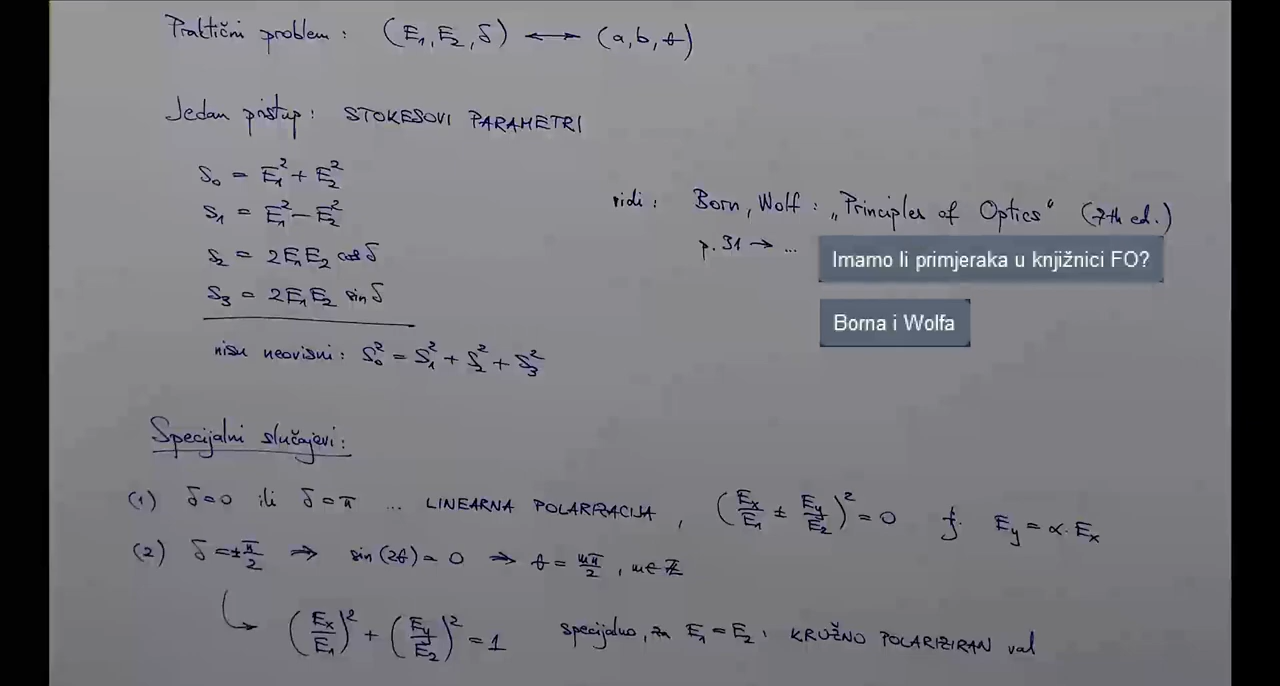 Praktični problem : (E₁, E₂, δ) ⟷ (a, b, θ)
Jedan pristup : STOKESOVI PARAMETRI
S₀ = E₁² + E₂²
S₁ = E₁² − E₂²
S₂ = 2E₁E₂ cos δ
S₃ = 2E₁E₂ sin δ
nisu neovisni : S₀² = S₁² + S₂² + S₃²
vidi : Born, Wolf : „Principles of Optics" (7th ed.)
p. 31 → ...
Imamo li primjeraka u knjižnici FO?
Borna i Wolfa
Specijalni slučajevi :
(1) δ = 0 ili δ = π ... LINEARNA POLARIZACIJA , (Eₓ/E₁ ± E_y/E₂)² = 0 tj. E_y = α · Eₓ
(2) δ = ±π/2 ⇒ sin(2θ) = 0 ⇒ θ = mπ/2 , m ∈ ℤ
(Eₓ/E₁)² + (E_y/E₂)² = 1 specijalno, za E₁ = E₂ : KRUŽNO POLARIZIRAN val